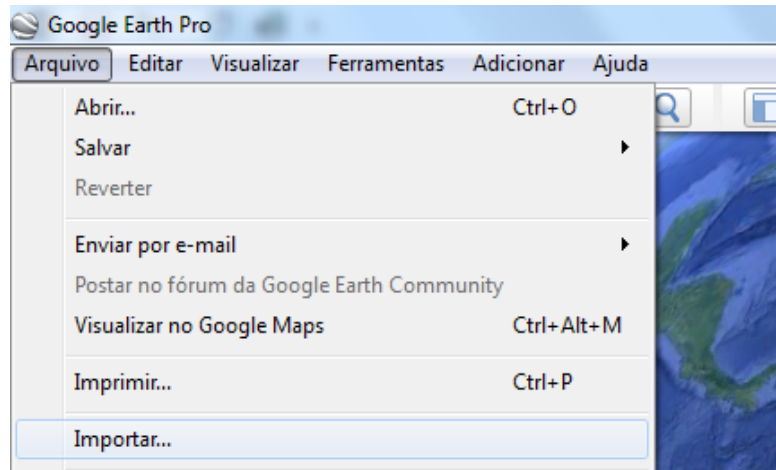 Google Earth Pro
Arquivo Editar Visualizar Ferramentas Adicionar Ajuda
Abrir... Ctrl+O
Salvar
Reverter
Enviar por e-mail
Postar no fórum da Google Earth Community
Visualizar no Google Maps Ctrl+Alt+M
Imprimir... Ctrl+P
Importar...